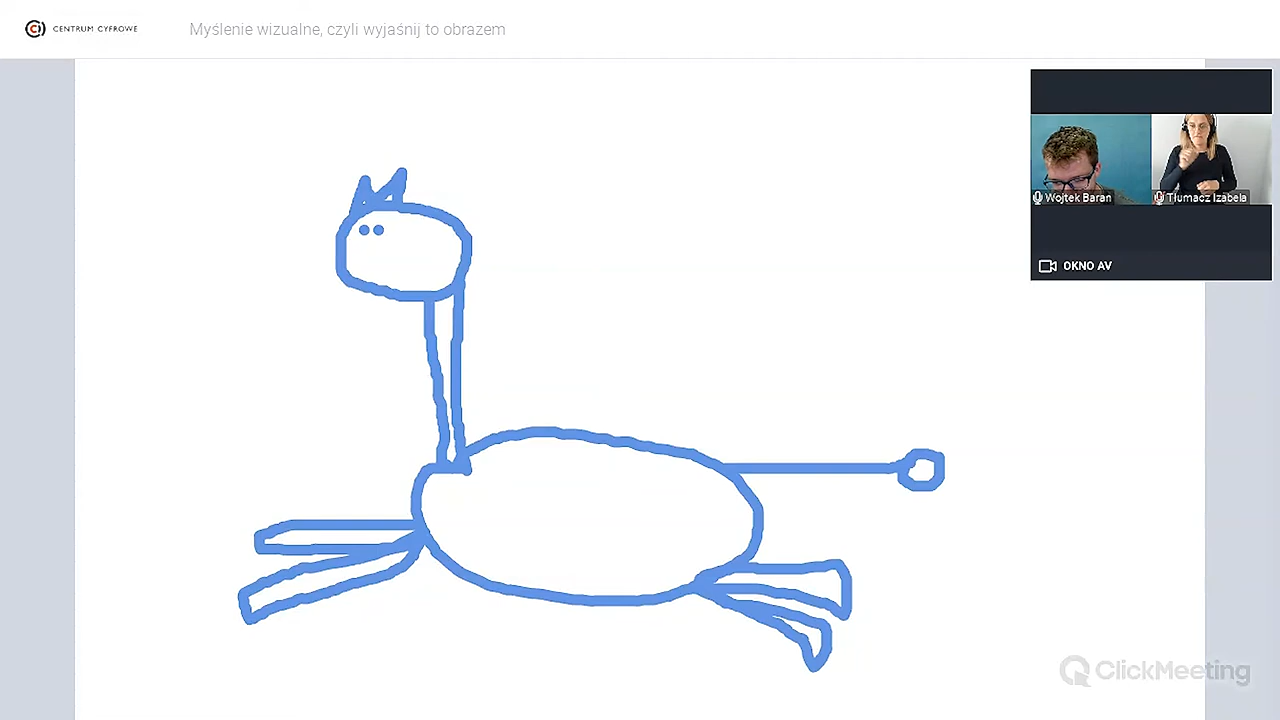 CENTRUM CYFROWE
Myślenie wizualne, czyli wyjaśnij to obrazem
Wojtek Baran
Tłumacz Izabela
OKNO AV
ClickMeeting